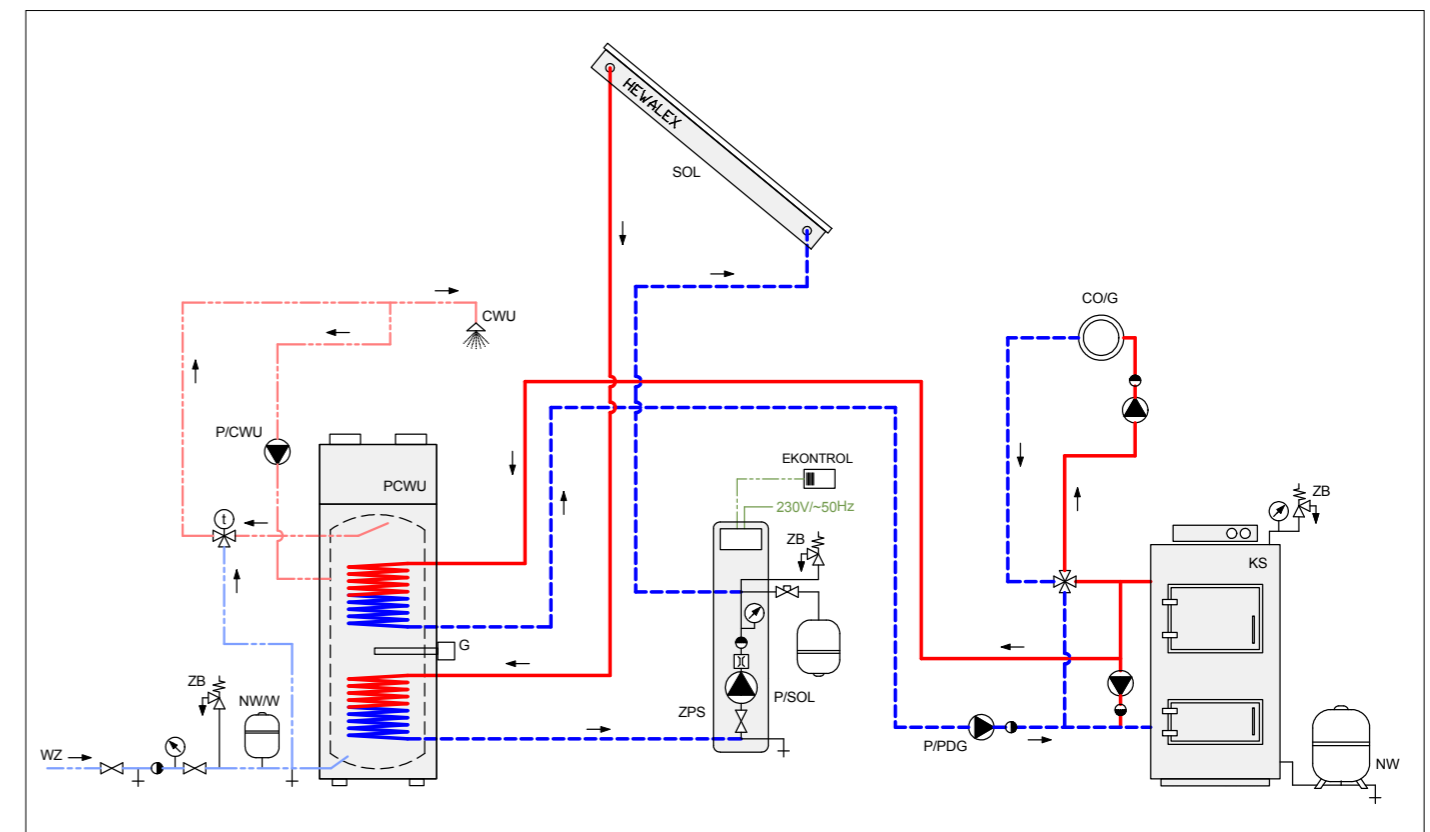 HEWALEX
SOL
CO/G
CWU
P/CWU
PCWU
EKONTROL
230V/~50Hz
ZB
ZB
t
KS
G
ZB
NW/W
ZPS
P/SOL
P/PDG
WZ
NW